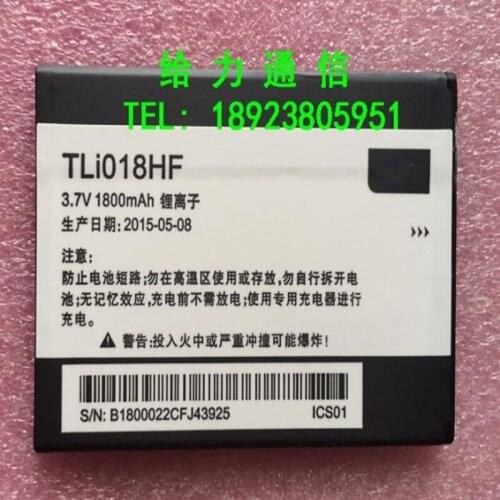 给力通信
TEL: 18923805951
TLi018HF
3.7V 1800mAh 锂离子
生产日期:2015-05-08
注意:
防止电池短路;勿在高温区使用或存放,勿自行拆开电
池;无记忆效应,充电前不需放电;使用专用充电器进行
充电。
警告:投入火中或严重冲撞可能爆炸!
S/N: B1800022CFJ43925
ICS01